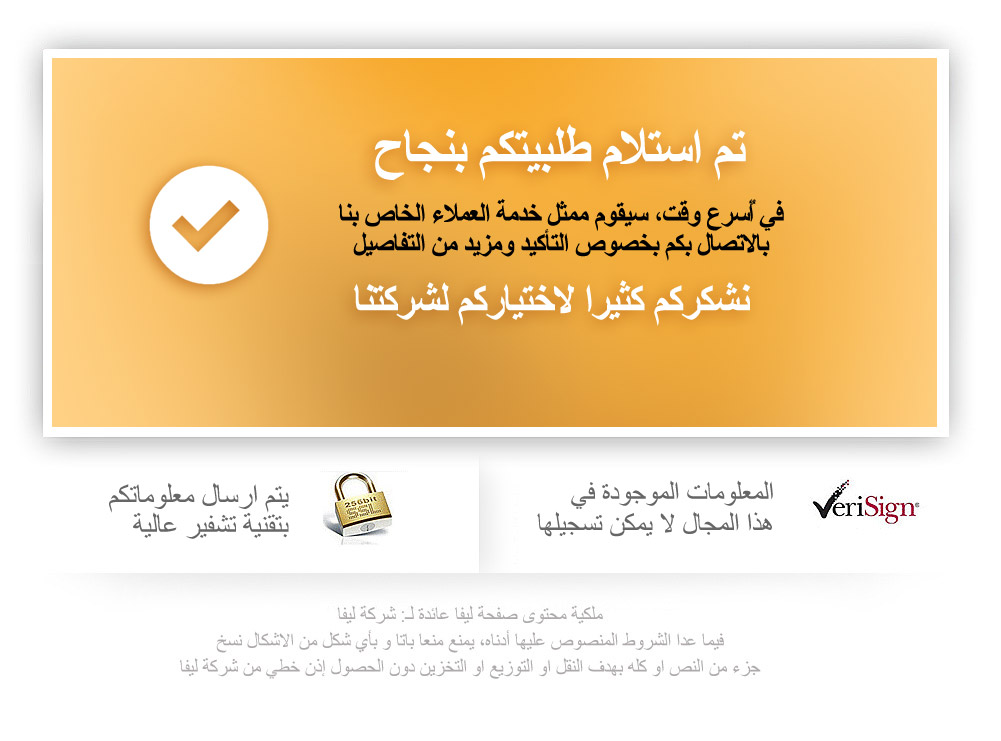 تم استلام طلبيتكم بنجاح
في أسرع وقت، سيقوم ممثل خدمة العملاء الخاص بنا
بالاتصال بكم بخصوص التأكيد ومزيد من التفاصيل
نشكركم كثيرا لاختياركم لشركتنا
VeriSign®
المعلومات الموجودة في
هذا المجال لا يمكن تسجيلها
256bit
SSL
يتم ارسال معلوماتكم
بتقنية تشفير عالية
ملكية محتوى صفحة ليفا عائدة لـ: شركة ليفا
فيما عدا الشروط المنصوص عليها أدناه، يمنع منعا باتا و بأي شكل من الاشكال نسخ
جزء من النص او كله بهدف النقل او التوزيع او التخزين دون الحصول إذن خطي من شركة ليفا